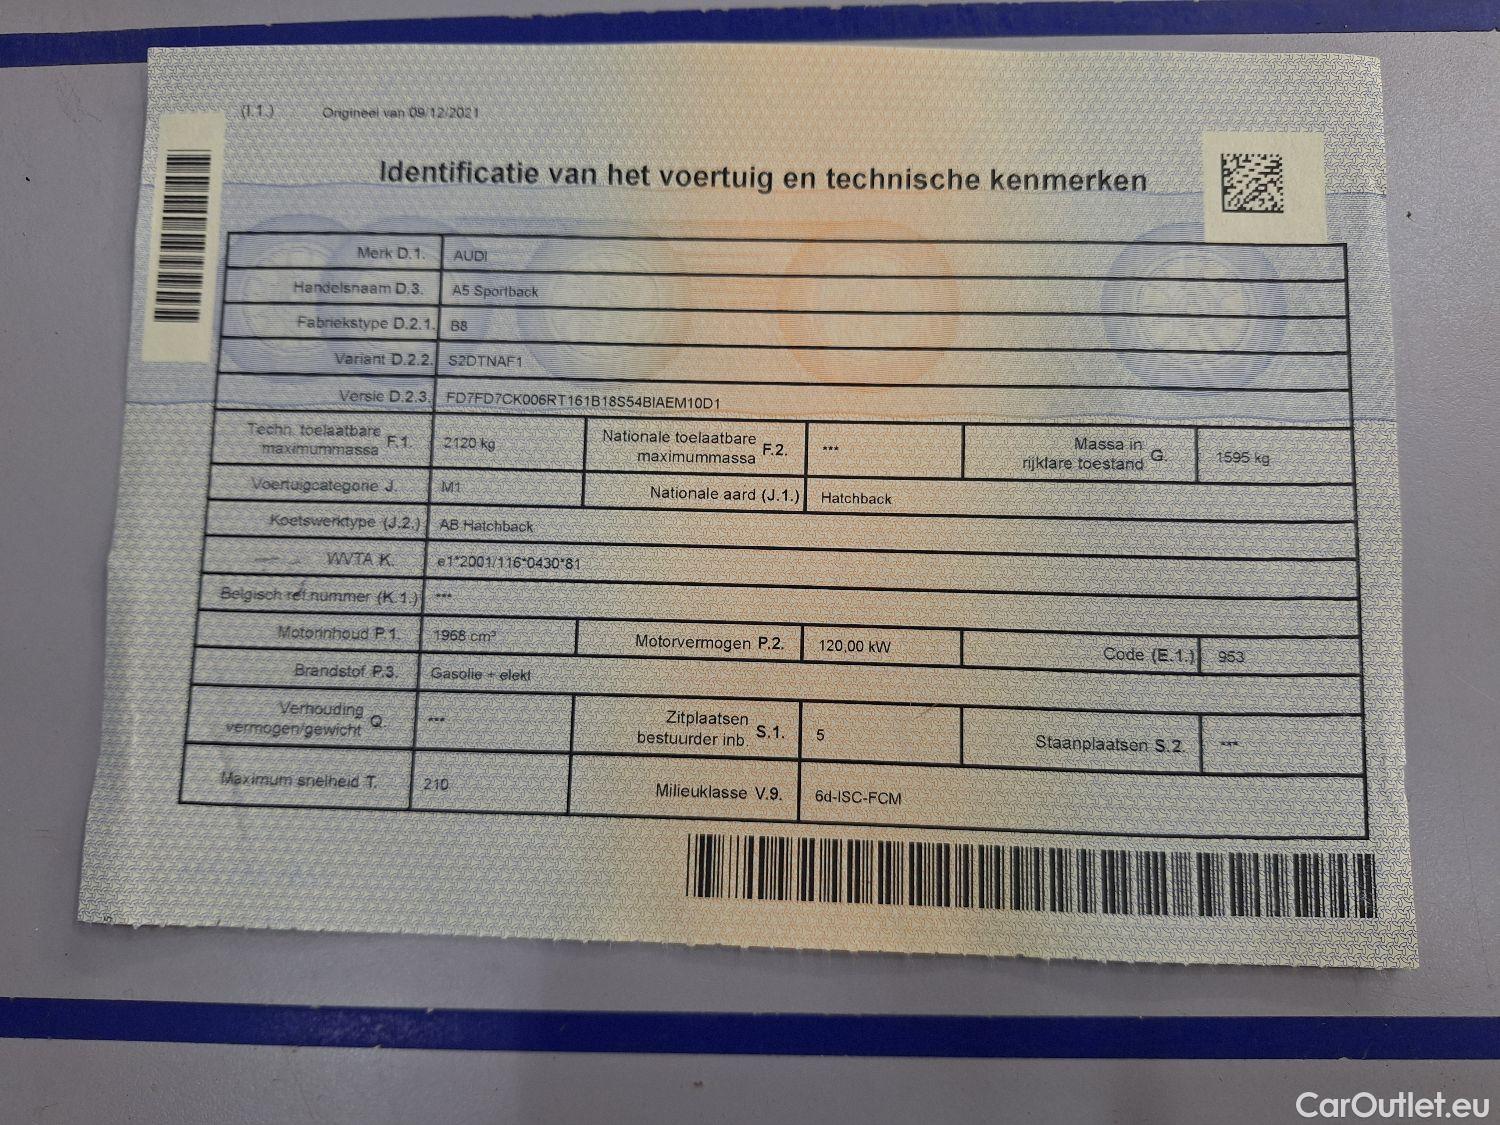 (I.1.) Origineel van 09/12/2021
Identificatie van het voertuig en technische kenmerken
Merk D.1. AUDI
Handelsnaam D.3. A5 Sportback
Fabriekstype D.2.1. B8
Variant D.2.2. S2DTNAF1
Versie D.2.3. FD7FD7CK006RT161B18S54BIAEM10D1
Techn. toelaatbare maximummassa F.1. 2120 kg Nationale toelaatbare maximummassa F.2. *** Massa in rijklare toestand G. 1595 kg
Voertuigcategorie J. M1 Nationale aard (J.1.) Hatchback
Koetswerktype (J.2.) AB Hatchback
WVTA K. e1*2001/116*0430*81
Belgisch ref.nummer (K.1.) ***
Motorinhoud P.1. 1968 cm³ Motorvermogen P.2. 120,00 kW Code (E.1.) 953
Brandstof P.3. Gasolie + elekt
Verhouding vermogen/gewicht Q. *** Zitplaatsen bestuurder inb. S.1. 5 Staanplaatsen S.2. ***
Maximum snelheid T. 210 Milieuklasse V.9. 6d-ISC-FCM
CarOutlet.eu